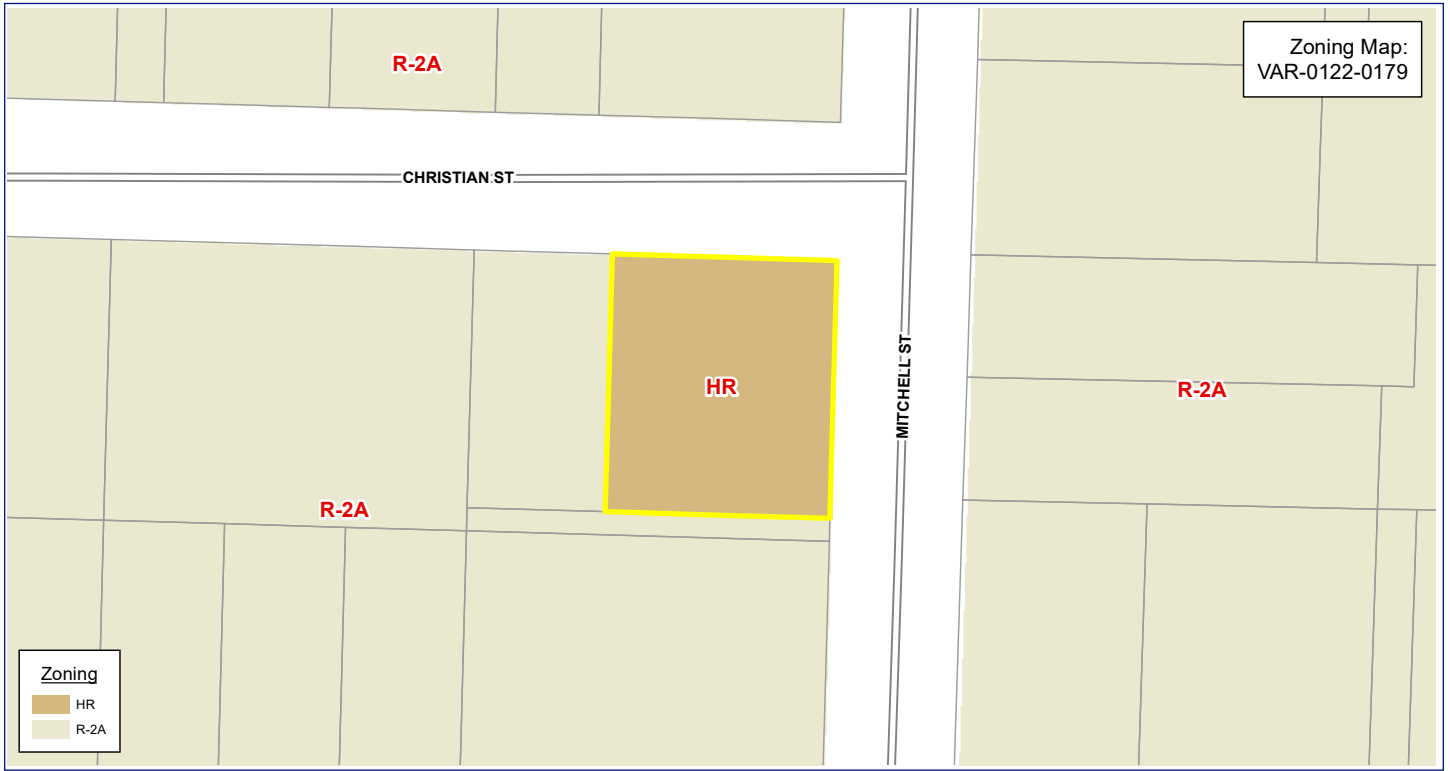 R-2A
Zoning Map:
VAR-0122-0179
CHRISTIAN ST
HR
MITCHELL ST
R-2A
R-2A
Zoning
HR
R-2A